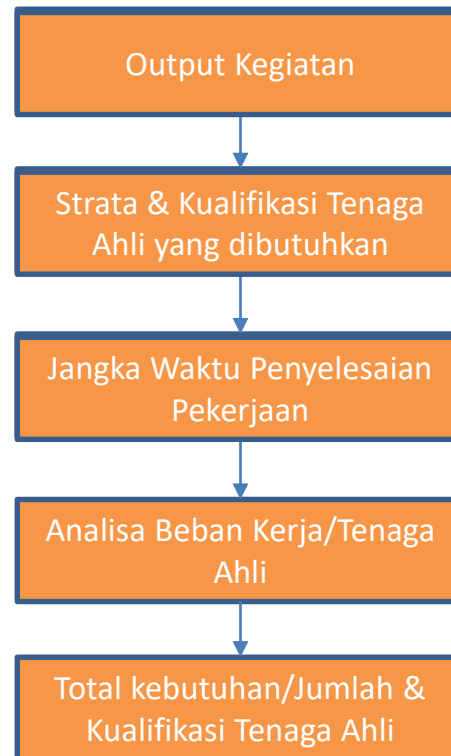 Output Kegiatan
Strata & Kualifikasi Tenaga
Ahli yang dibutuhkan
Jangka Waktu Penyelesaian
Pekerjaan
Analisa Beban Kerja/Tenaga
Ahli
Total kebutuhan/Jumlah &
Kualifikasi Tenaga Ahli